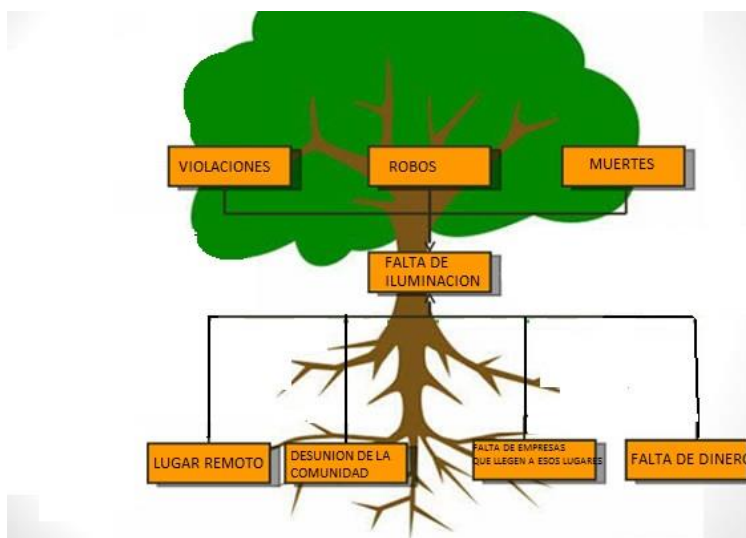 VIOLACIONES
ROBOS
MUERTES
FALTA DE
ILUMINACION
LUGAR REMOTO
DESUNION DE LA
COMUNIDAD
FALTA DE EMPRESAS
QUE LLEGEN A ESOS LUGARES
FALTA DE DINERO